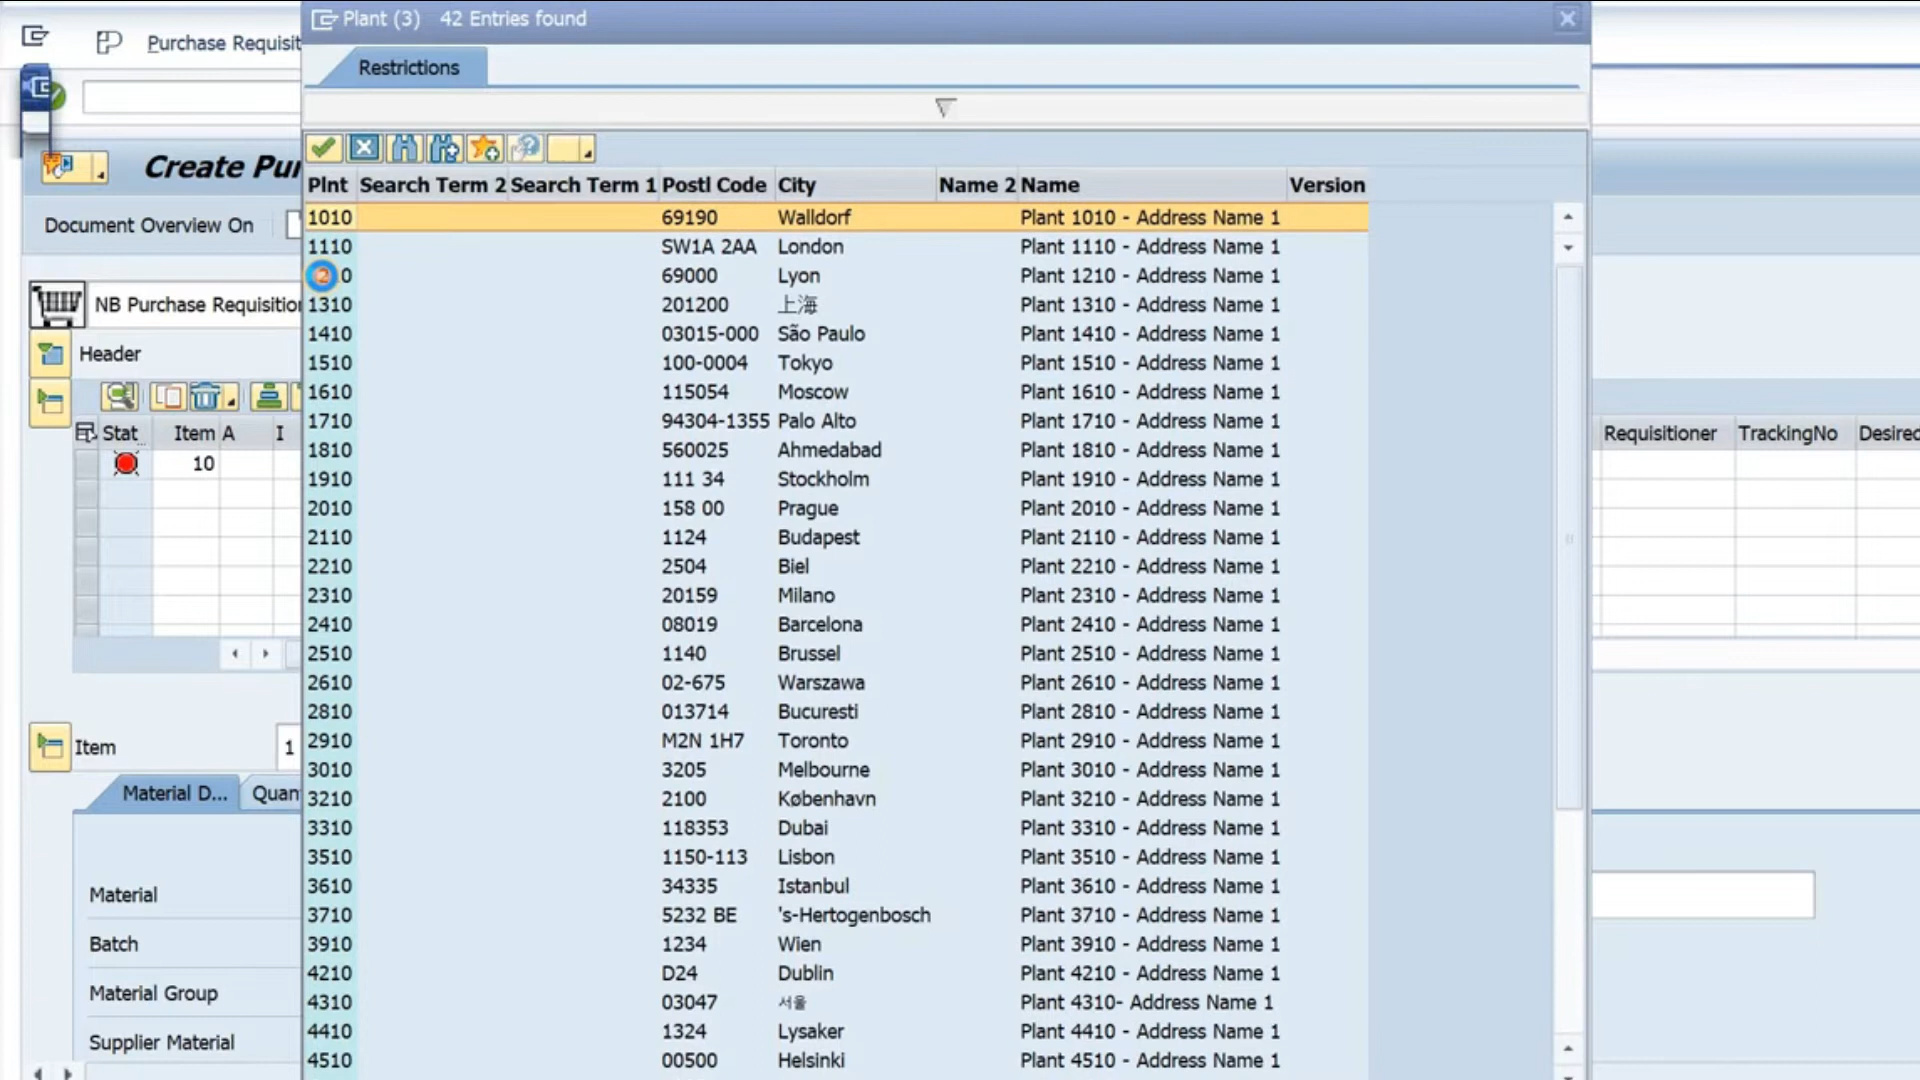 Plant (3) 42 Entries found
Purchase Requisit
Restrictions
Create Pur
Document Overview On
Plnt Search Term 2 Search Term 1 Postl Code City Name 2 Name Version
1010 69190 Walldorf Plant 1010 - Address Name 1
1110 SW1A 2AA London Plant 1110 - Address Name 1
2 0 69000 Lyon Plant 1210 - Address Name 1
1310 201200 上海 Plant 1310 - Address Name 1
1410 03015-000 São Paulo Plant 1410 - Address Name 1
1510 100-0004 Tokyo Plant 1510 - Address Name 1
1610 115054 Moscow Plant 1610 - Address Name 1
1710 94304-1355 Palo Alto Plant 1710 - Address Name 1
1810 560025 Ahmedabad Plant 1810 - Address Name 1
1910 111 34 Stockholm Plant 1910 - Address Name 1
2010 158 00 Prague Plant 2010 - Address Name 1
2110 1124 Budapest Plant 2110 - Address Name 1
2210 2504 Biel Plant 2210 - Address Name 1
2310 20159 Milano Plant 2310 - Address Name 1
2410 08019 Barcelona Plant 2410 - Address Name 1
2510 1140 Brussel Plant 2510 - Address Name 1
2610 02-675 Warszawa Plant 2610 - Address Name 1
2810 013714 Bucuresti Plant 2810 - Address Name 1
2910 M2N 1H7 Toronto Plant 2910 - Address Name 1
3010 3205 Melbourne Plant 3010 - Address Name 1
3210 2100 København Plant 3210 - Address Name 1
3310 118353 Dubai Plant 3310 - Address Name 1
3510 1150-113 Lisbon Plant 3510 - Address Name 1
3610 34335 Istanbul Plant 3610 - Address Name 1
3710 5232 BE 's-Hertogenbosch Plant 3710 - Address Name 1
3910 1234 Wien Plant 3910 - Address Name 1
4210 D24 Dublin Plant 4210 - Address Name 1
4310 03047 서울 Plant 4310- Address Name 1
4410 1324 Lysaker Plant 4410 - Address Name 1
4510 00500 Helsinki Plant 4510 - Address Name 1
NB Purchase Requisition
Header
Stat Item A I
10
Requisitioner TrackingNo Desired
Item 1
Material D... Quan
Material
Batch
Material Group
Supplier Material